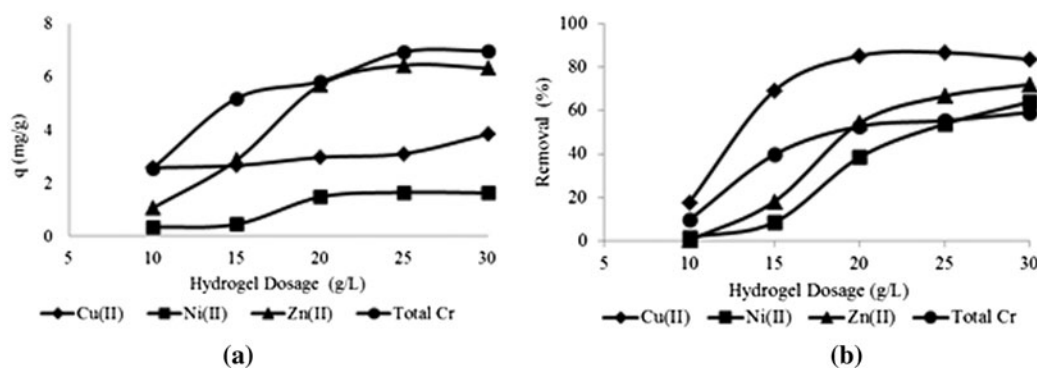 8
6
4
2
0
q (mg/g)
5 10 15 20 25 30
Hydrogel Dosage (g/L)
Cu(II) Ni(II) Zn(II) Total Cr
(a)
100
80
60
40
20
0
Removal (%)
5 10 15 20 25 30
Hydrogel Dosage (g/L)
Cu(II) Ni(II) Zn(II) Total Cr
(b)